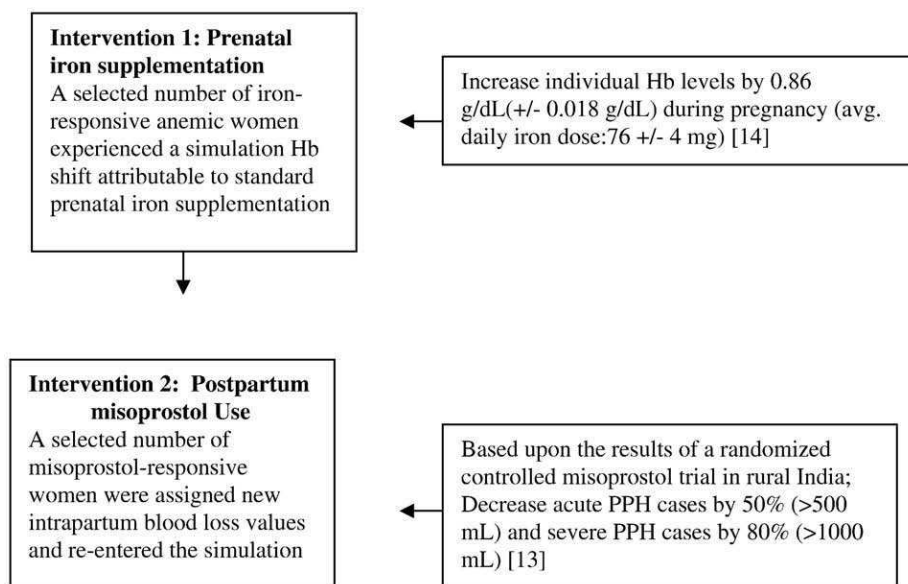 Intervention 1: Prenatal
iron supplementation
A selected number of iron-
responsive anemic women
experienced a simulation Hb
shift attributable to standard
prenatal iron supplementation
Increase individual Hb levels by 0.86
g/dL(+/- 0.018 g/dL) during pregnancy (avg.
daily iron dose:76 +/- 4 mg) [14]
Intervention 2: Postpartum
misoprostol Use
A selected number of
misoprostol-responsive
women were assigned new
intrapartum blood loss values
and re-entered the simulation
Based upon the results of a randomized
controlled misoprostol trial in rural India;
Decrease acute PPH cases by 50% (>500
mL) and severe PPH cases by 80% (>1000
mL) [13]